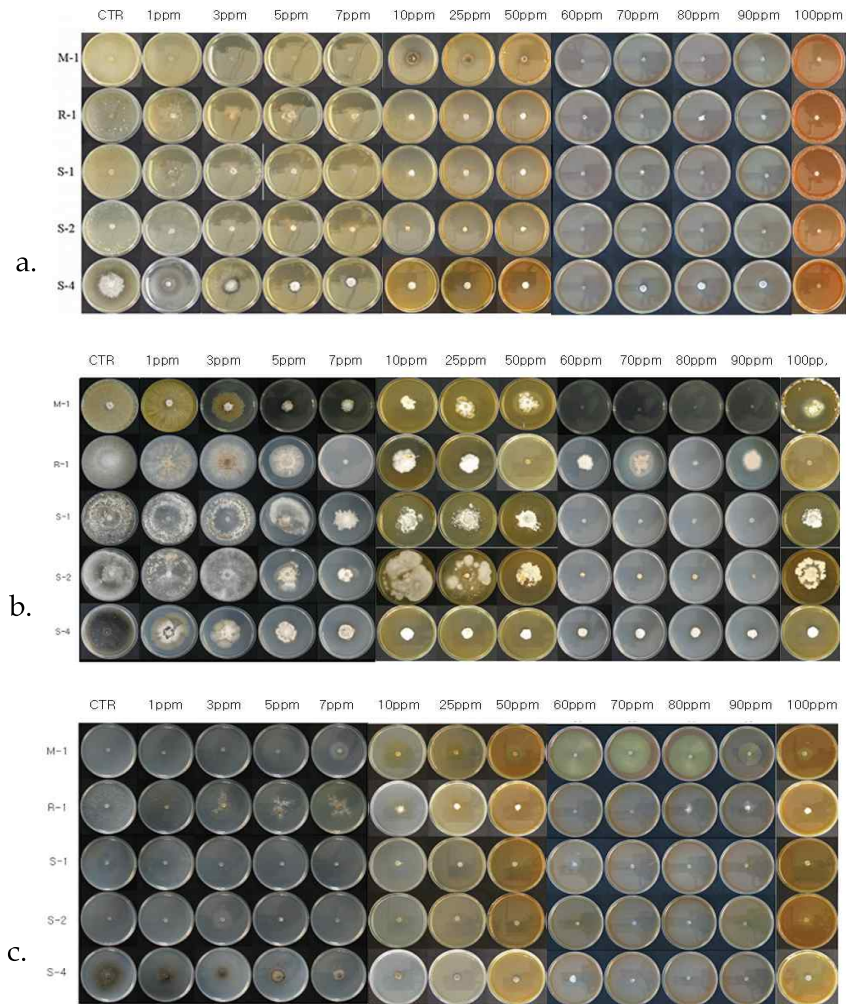 CTR 1ppm 3ppm 5ppm 7ppm 10ppm 25ppm 50ppm 60ppm 70ppm 80ppm 90ppm 100ppm
M-1
R-1
S-1
S-2
a.
S-4
CTR 1ppm 3ppm 5ppm 7ppm 10ppm 25ppm 50ppm 60ppm 70ppm 80ppm 90ppm 100pp,
M-1
R-1
S-1
S-2
b.
S-4
CTR 1ppm 3ppm 5ppm 7ppm 10ppm 25ppm 50ppm 60ppm 70ppm 80ppm 90ppm 100ppm
M-1
R-1
S-1
S-2
c.
S-4